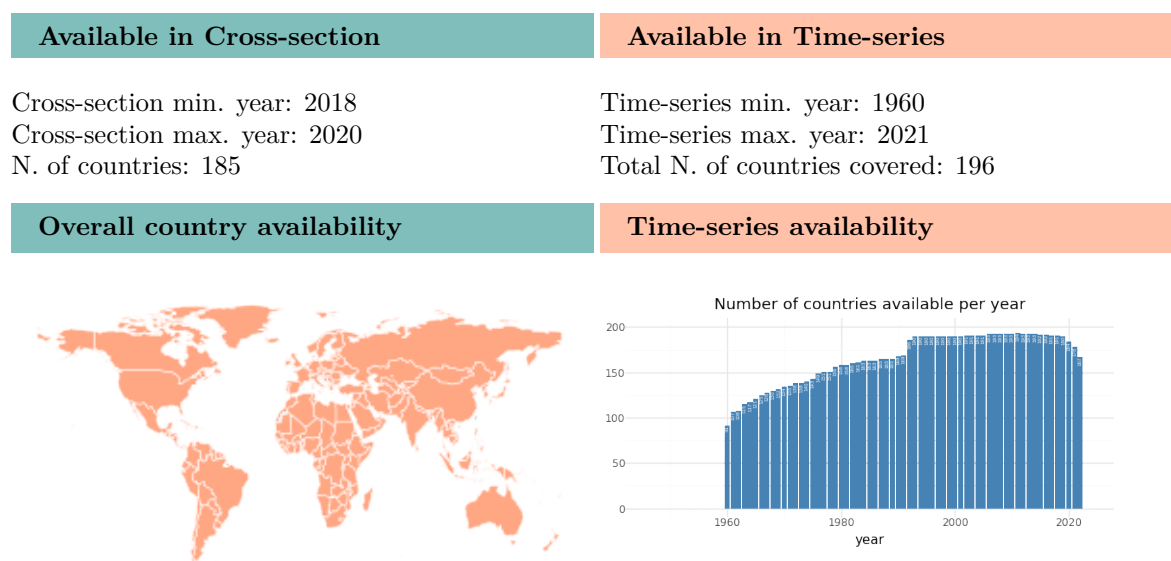 Available in Cross-section
Cross-section min. year: 2018
Cross-section max. year: 2020
N. of countries: 185
Available in Time-series
Time-series min. year: 1960
Time-series max. year: 2021
Total N. of countries covered: 196
Overall country availability
Time-series availability
Number of countries available per year
200
150
100
50
0
1960 1980 2000 2020
year